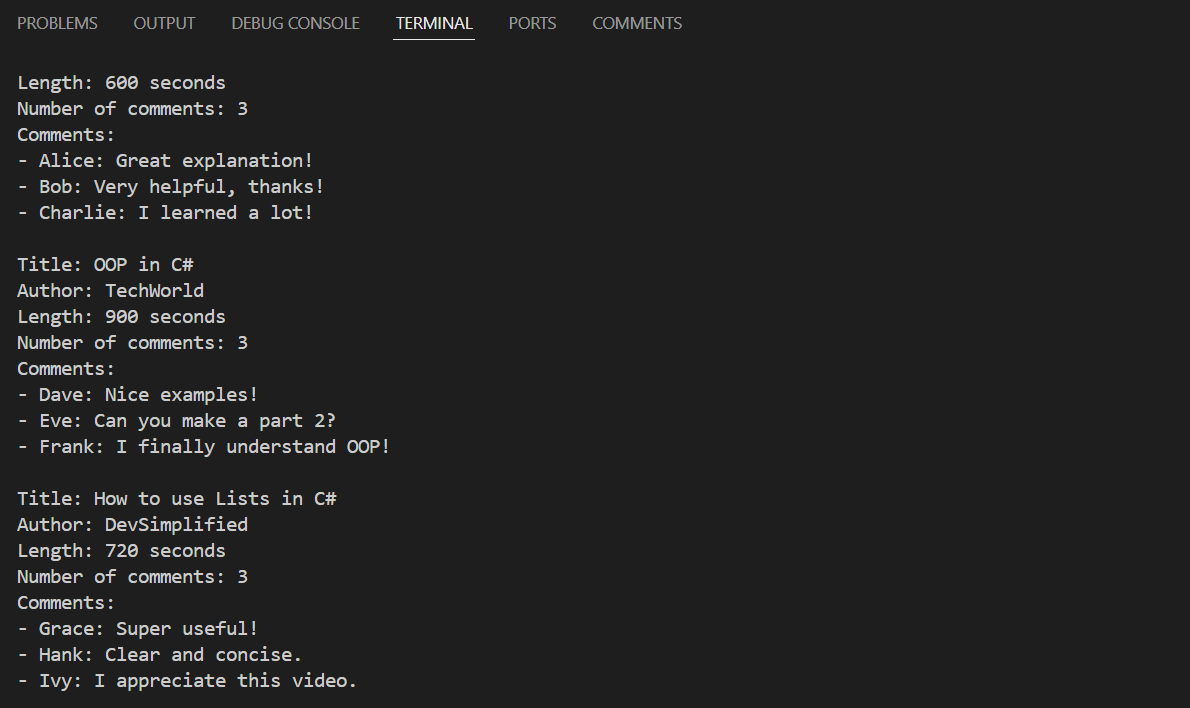 PROBLEMS OUTPUT DEBUG CONSOLE TERMINAL PORTS COMMENTS
Length: 600 seconds
Number of comments: 3
Comments:
- Alice: Great explanation!
- Bob: Very helpful, thanks!
- Charlie: I learned a lot!
Title: OOP in C#
Author: TechWorld
Length: 900 seconds
Number of comments: 3
Comments:
- Dave: Nice examples!
- Eve: Can you make a part 2?
- Frank: I finally understand OOP!
Title: How to use Lists in C#
Author: DevSimplified
Length: 720 seconds
Number of comments: 3
Comments:
- Grace: Super useful!
- Hank: Clear and concise.
- Ivy: I appreciate this video.